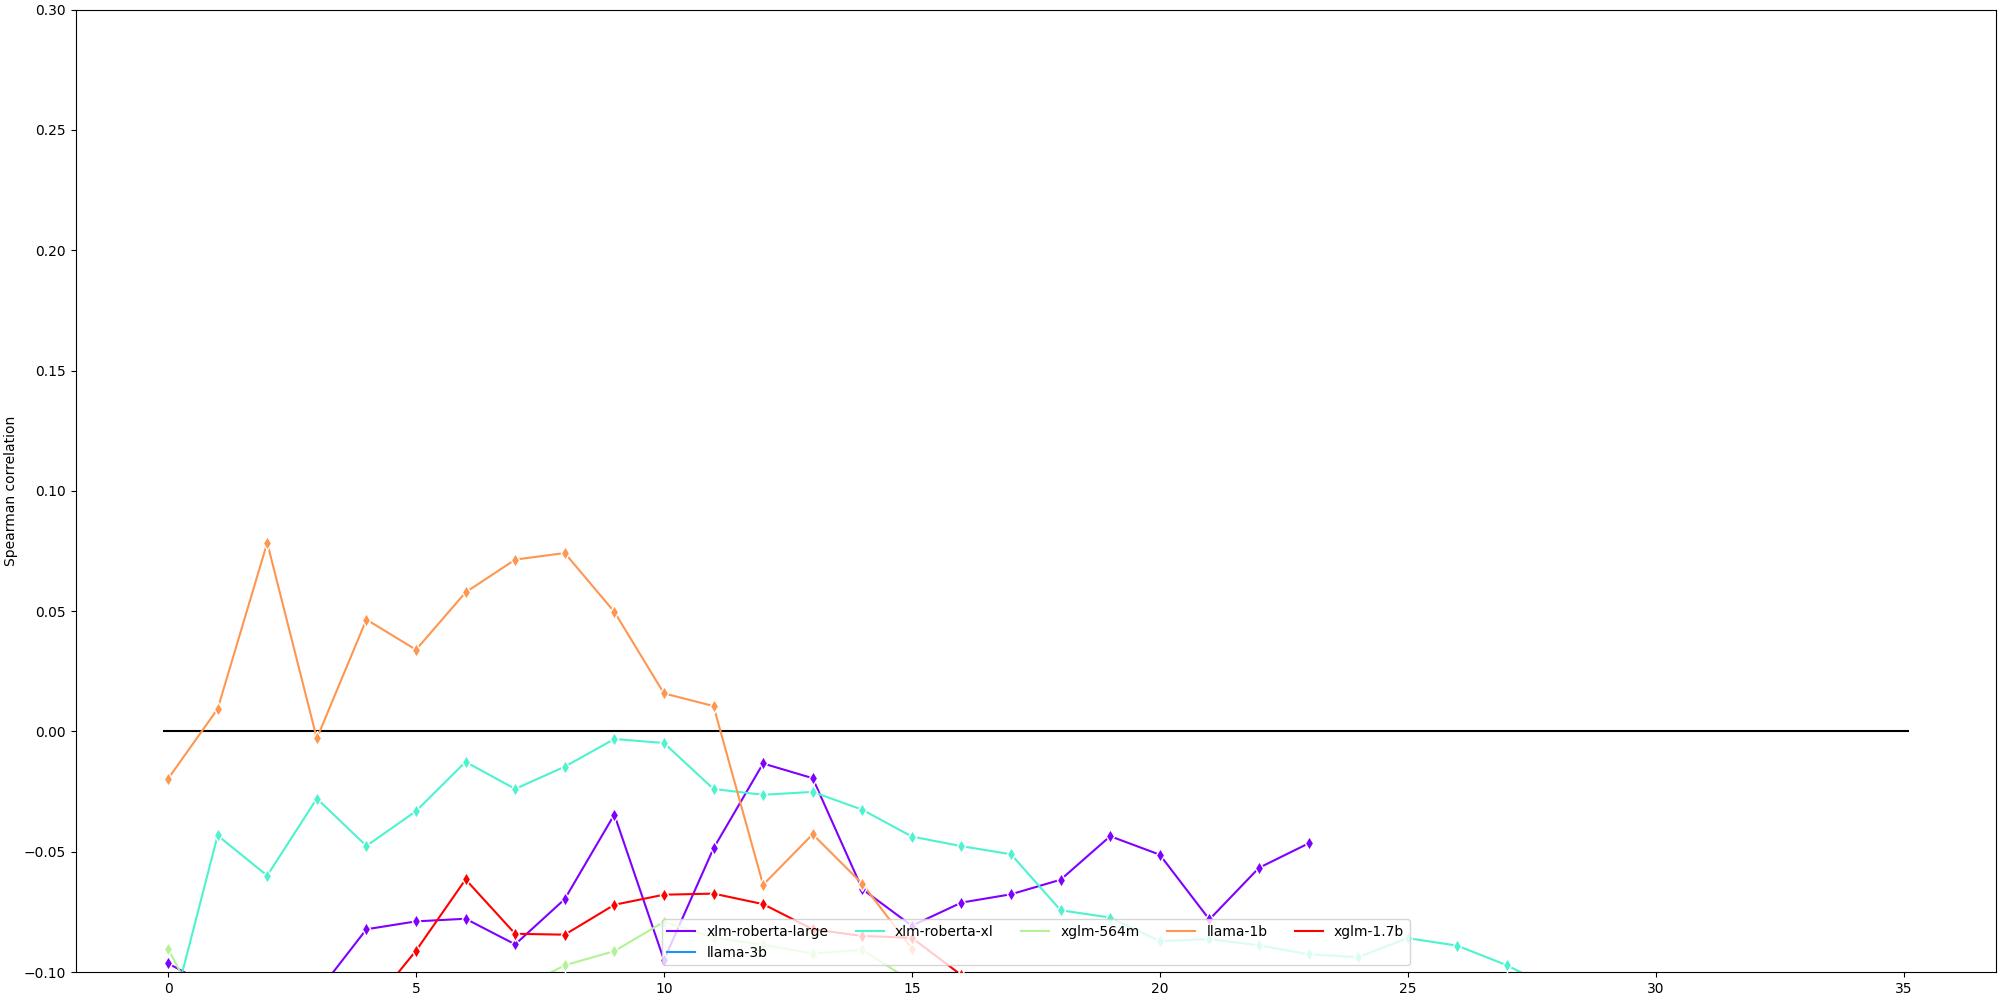 0.30
0.25
0.20
0.15
0.10
0.05
0.00
−0.05
−0.10
Spearman correlation
xlm-roberta-large xlm-roberta-xl xglm-564m llama-1b xglm-1.7b
llama-3b
0 5 10 15 20 25 30 35